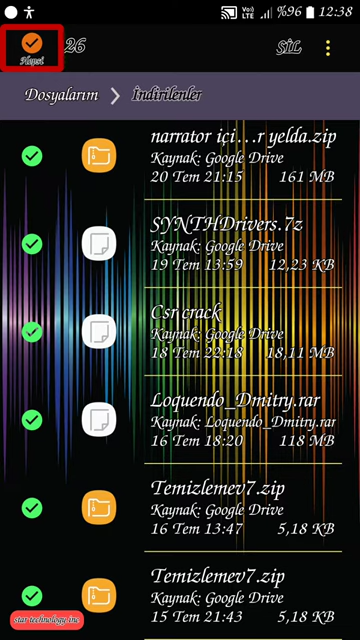 Vo))
LTE
%96
12:38
Hepsi
26
SİL
Dosyalarım
İndirilenler
narrator içi...r yelda.zip
Kaynak: Google Drive
20 Tem 21:15 161 MB
SYNTHDrivers.7z
Kaynak: Google Drive
19 Tem 13:59 12,23 KB
Csr crack
Kaynak: Google Drive
18 Tem 22:18 18,11 MB
Loquendo_Dmitry.rar
Kaynak: Loquendo_Dmitry.rar
16 Tem 18:20 118 MB
Temizlemev7.zip
Kaynak: Google Drive
16 Tem 13:47 5,18 KB
Temizlemev7.zip
Kaynak: Google Drive
15 Tem 21:43 5,18 KB
star technology inc